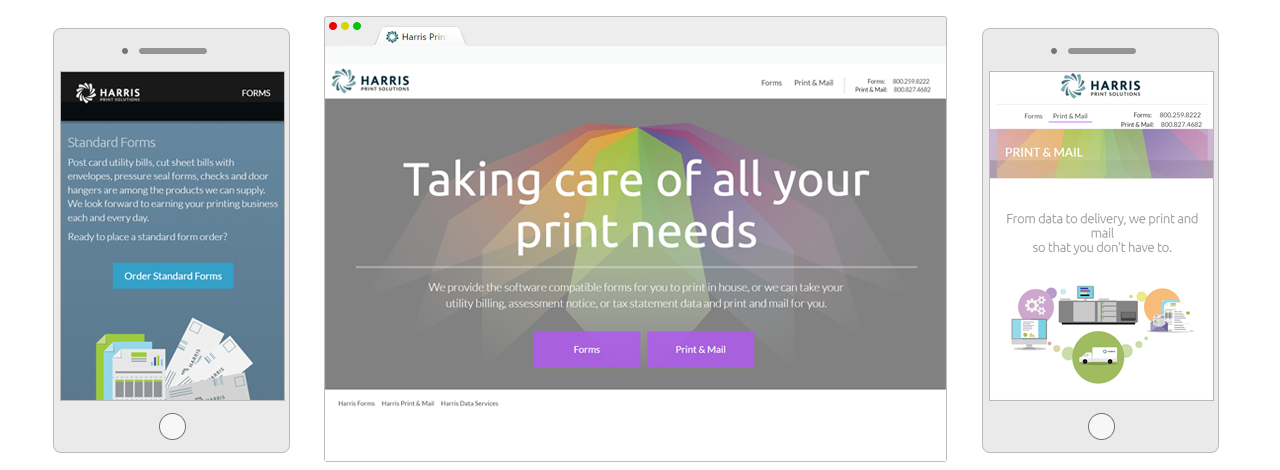 HARRIS
PRINT SOLUTIONS
FORMS
Standard Forms
Post card utility bills, cut sheet bills with
envelopes, pressure seal forms, checks and door
hangers are among the products we can supply.
We look forward to earning your printing business
each and every day.
Ready to place a standard form order?
Order Standard Forms
HARRIS
HARRIS
Harris Prin
HARRIS
PRINT SOLUTIONS
Forms Print & Mail Forms: 800.259.8222
Print & Mail: 800.827.4682
Taking care of all your
print needs
We provide the software compatible forms for you to print in house, or we can take your
utility billing, assessment notice, or tax statement data and print and mail for you.
Forms Print & Mail
Harris Forms Harris Print & Mail Harris Data Services
HARRIS
PRINT SOLUTIONS
Forms Print & Mail Forms: 800.259.8222
Print & Mail: 800.827.4682
PRINT & MAIL
From data to delivery, we print and
mail
so that you don't have to.